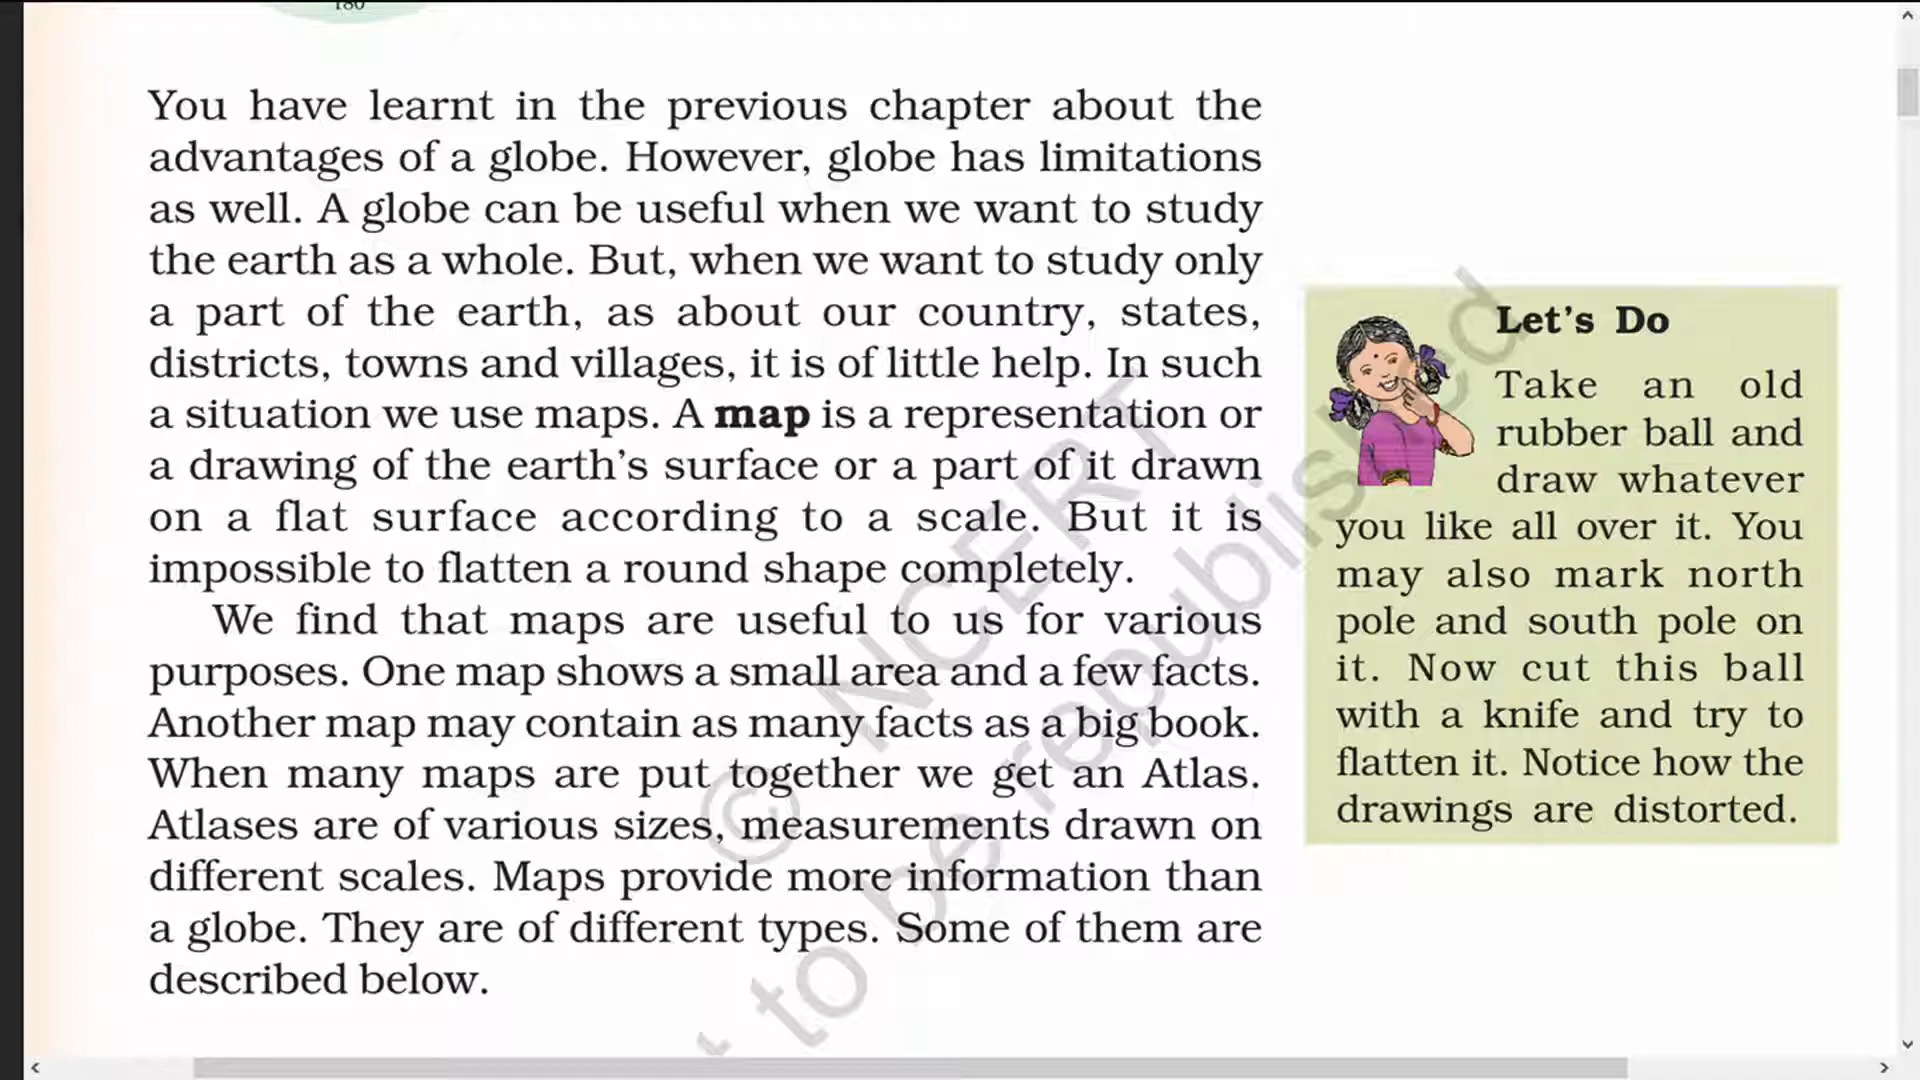 180
You have learnt in the previous chapter about the
advantages of a globe. However, globe has limitations
as well. A globe can be useful when we want to study
the earth as a whole. But, when we want to study only
a part of the earth, as about our country, states,
districts, towns and villages, it is of little help. In such
a situation we use maps. A map is a representation or
a drawing of the earth’s surface or a part of it drawn
on a flat surface according to a scale. But it is
impossible to flatten a round shape completely.
We find that maps are useful to us for various
purposes. One map shows a small area and a few facts.
Another map may contain as many facts as a big book.
When many maps are put together we get an Atlas.
Atlases are of various sizes, measurements drawn on
different scales. Maps provide more information than
a globe. They are of different types. Some of them are
described below.
Let’s Do
Take an old
rubber ball and
draw whatever
you like all over it. You
may also mark north
pole and south pole on
it. Now cut this ball
with a knife and try to
flatten it. Notice how the
drawings are distorted.
© NCERT
to be republished